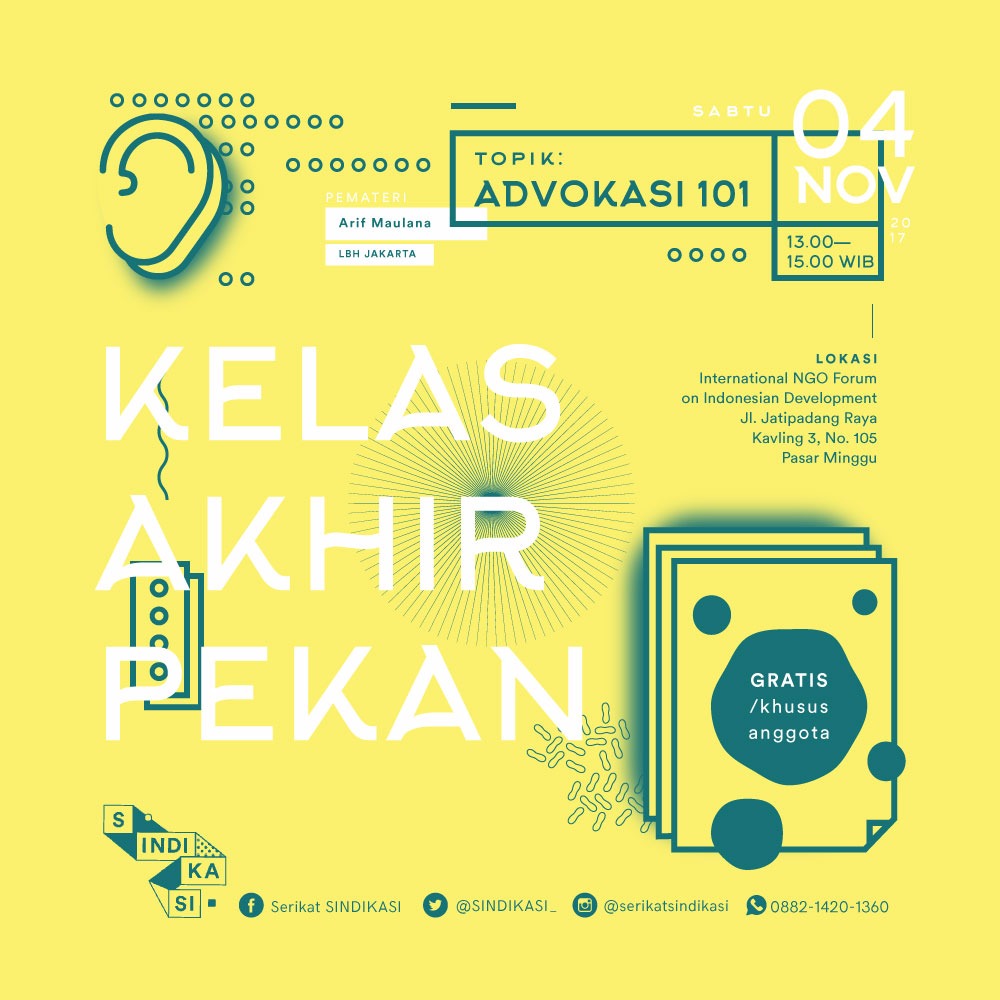 SABTU
04
NOV
20
17
TOPIK:
ADVOKASI 101
13.00—
15.00 WIB
PEMATERI
Arif Maulana
LBH JAKARTA
LOKASI
International NGO Forum
on Indonesian Development
Jl. Jatipadang Raya
Kavling 3, No. 105
Pasar Minggu
KELAS
AKHIR
PEKAN
GRATIS
/khusus
anggota
S
INDI
KA
SI
Serikat SINDIKASI
@SINDIKASI_
@serikatsindikasi
0882-1420-1360